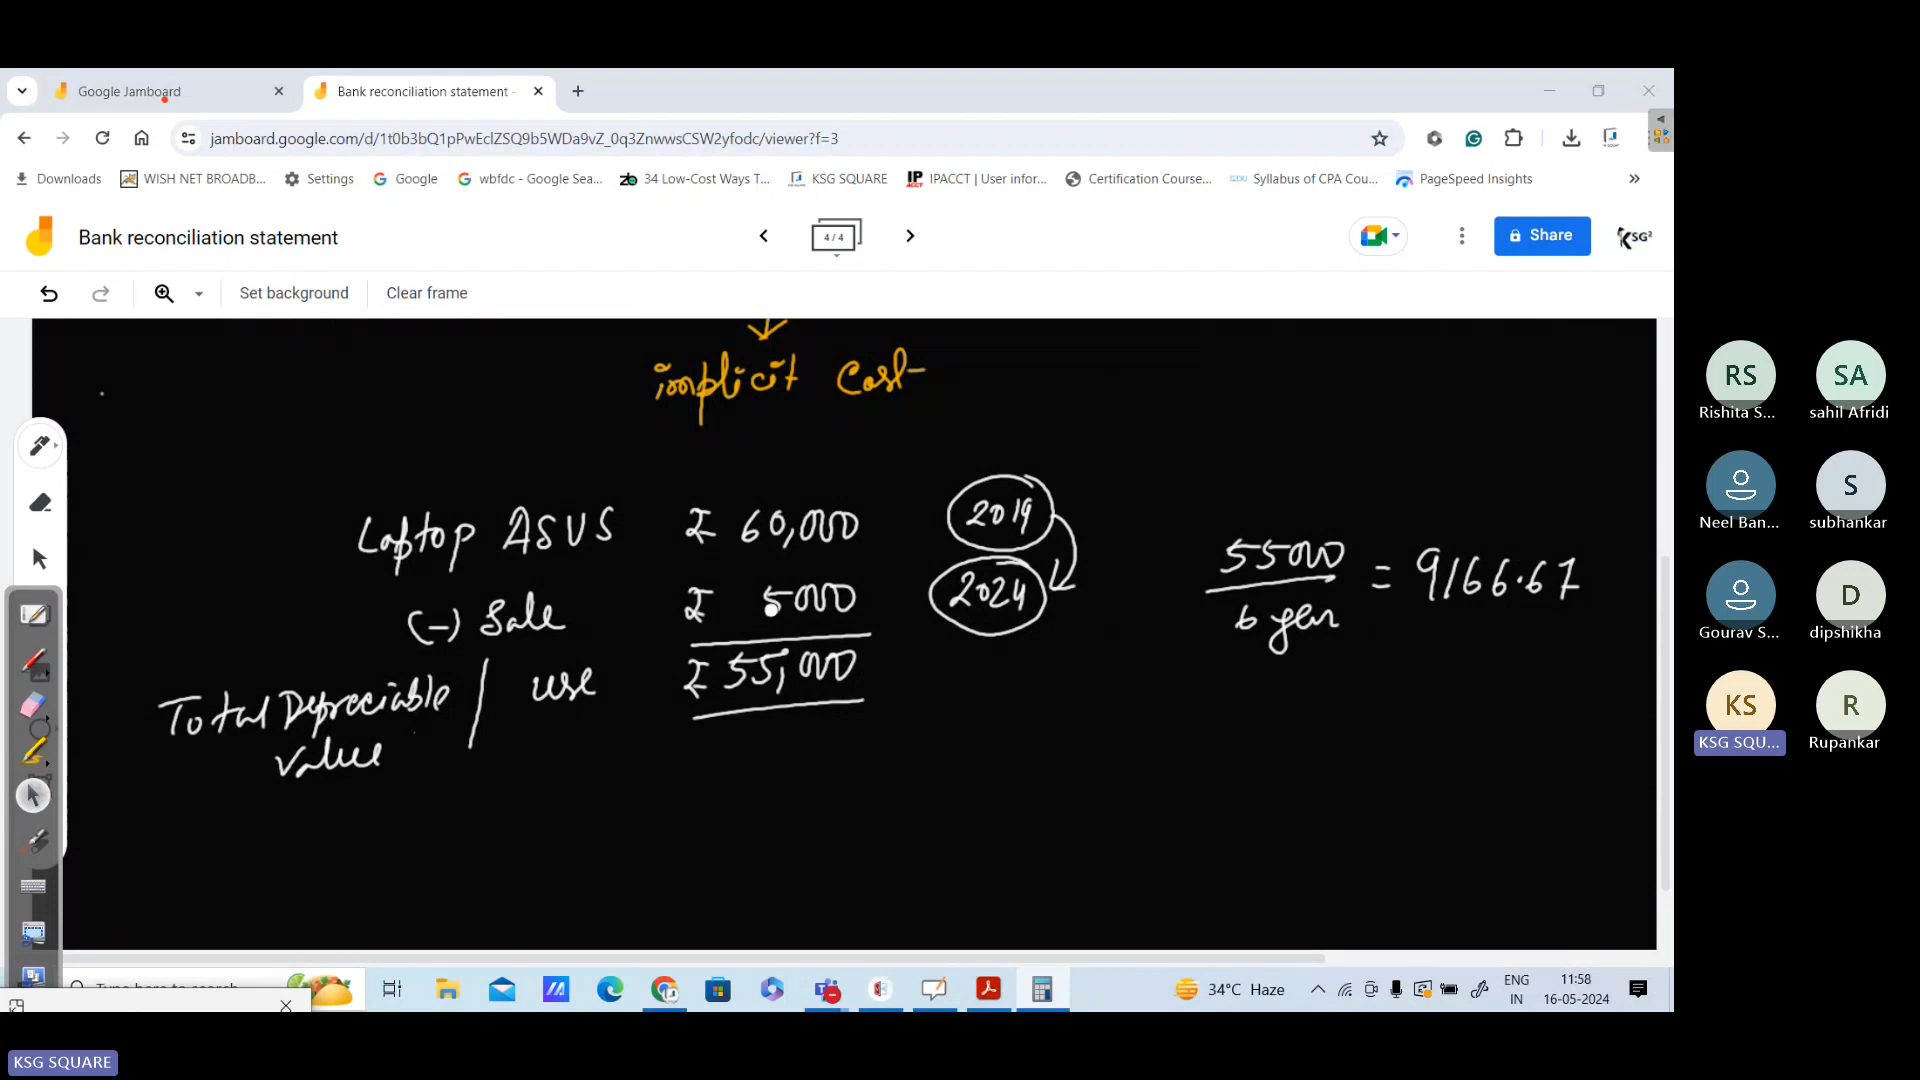 Google Jamboard
Bank reconciliation statement -
jamboard.google.com/d/1t0b3bQ1pPwEclZSQ9b5WDa9vZ_0q3ZnwwsCSW2yfodc/viewer?f=3
Downloads WISH NET BROADB... Settings Google wbfdc - Google Sea... 34 Low-Cost Ways T... KSG SQUARE IPACCT | User infor... Certification Course... Syllabus of CPA Cou... PageSpeed Insights
Bank reconciliation statement
4 / 4
Share
KSG²
Set background Clear frame
implicit Cost
Laptop ASUS ₹ 60,000 2019
(-) Sale ₹ 5000 2024
Total Depreciable / use ₹ 55,000
Value
55000 = 9166.67
6 year
RS
Rishita S...
SA
sahil Afridi
Neel Ban...
S
subhankar
Gourav S...
D
dipshikha
KS
KSG SQU...
R
Rupankar
34°C Haze
ENG
IN
11:58
16-05-2024
KSG SQUARE